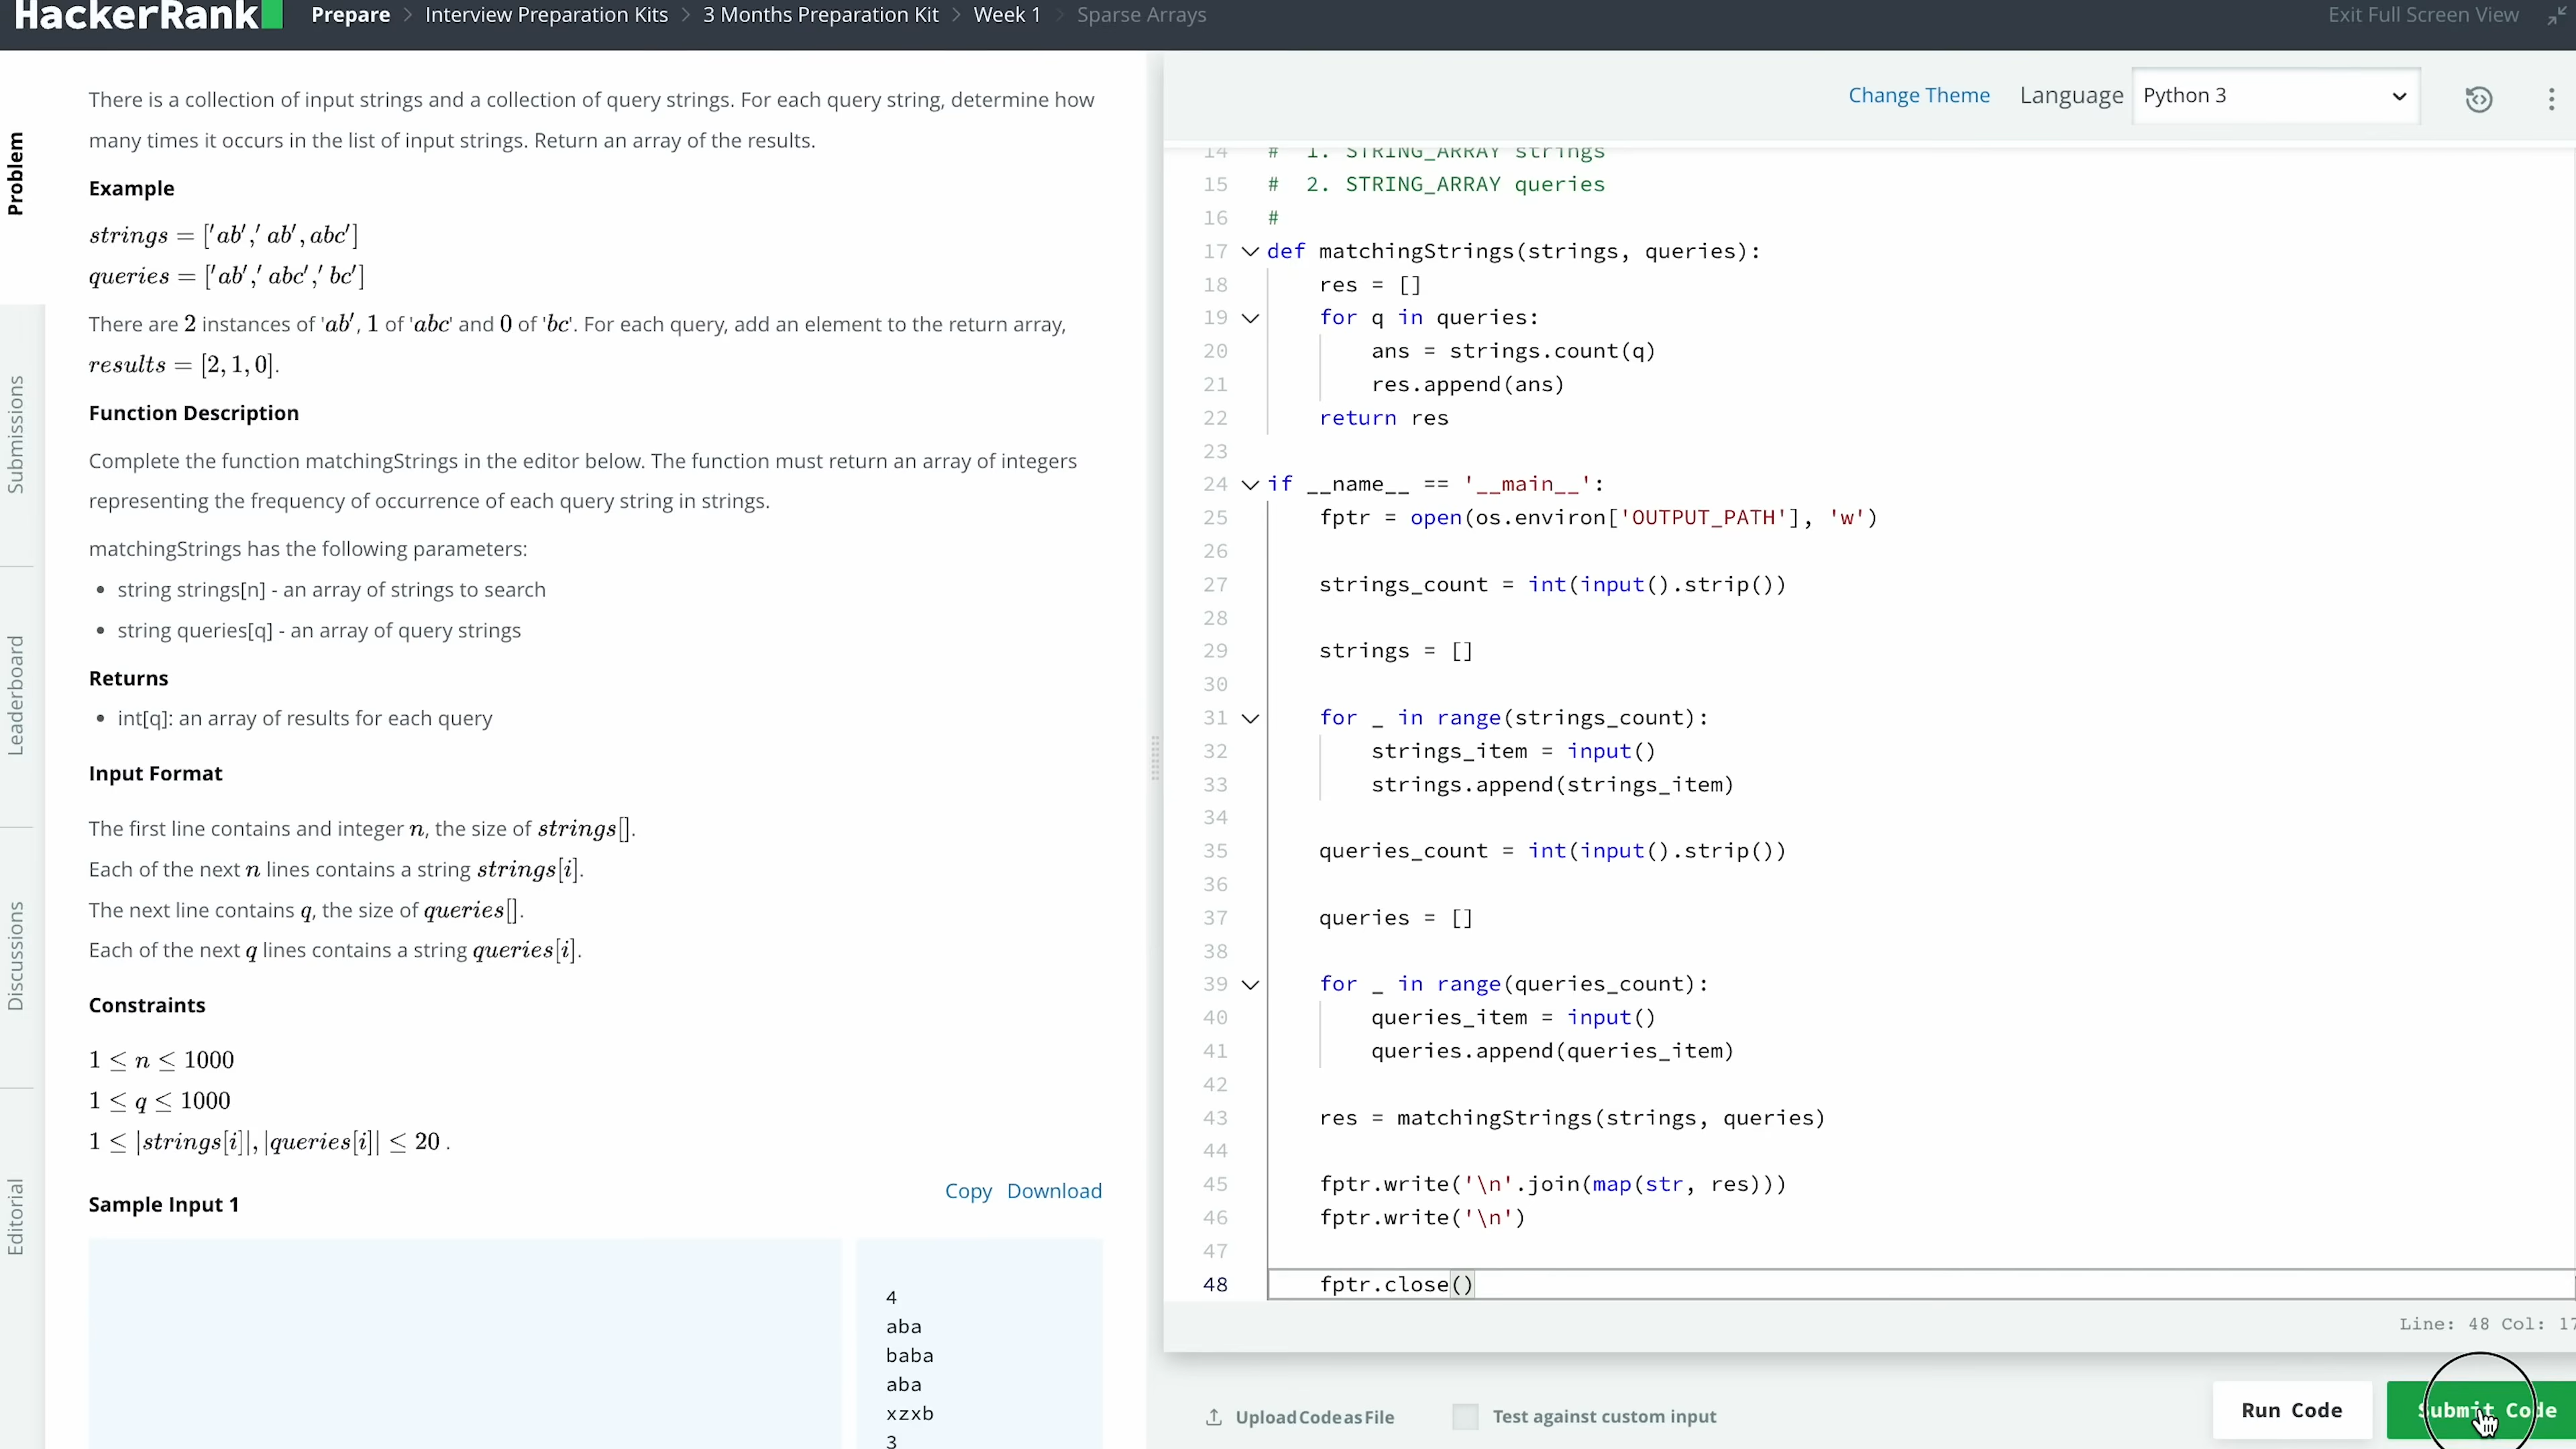 HackerRank Prepare > Interview Preparation Kits > 3 Months Preparation Kit > Week 1 > Sparse Arrays Exit Full Screen View
Problem
Submissions
Leaderboard
Discussions
Editorial
There is a collection of input strings and a collection of query strings. For each query string, determine how
many times it occurs in the list of input strings. Return an array of the results.
Example
strings = ['ab',' ab', abc']
queries = ['ab',' abc',' bc']
There are 2 instances of 'ab', 1 of 'abc' and 0 of 'bc'. For each query, add an element to the return array,
results = [2, 1, 0].
Function Description
Complete the function matchingStrings in the editor below. The function must return an array of integers
representing the frequency of occurrence of each query string in strings.
matchingStrings has the following parameters:
• string strings[n] - an array of strings to search
• string queries[q] - an array of query strings
Returns
• int[q]: an array of results for each query
Input Format
The first line contains and integer n, the size of strings[].
Each of the next n lines contains a string strings[i].
The next line contains q, the size of queries[].
Each of the next q lines contains a string queries[i].
Constraints
1 ≤ n ≤ 1000
1 ≤ q ≤ 1000
1 ≤ |strings[i]|, |queries[i]| ≤ 20 .
Sample Input 1
Copy Download
4
aba
baba
aba
xzxb
3
Change Theme Language Python 3
14 # 1. STRING_ARRAY strings
15 # 2. STRING_ARRAY queries
16 #
17 def matchingStrings(strings, queries):
18 res = []
19 for q in queries:
20 ans = strings.count(q)
21 res.append(ans)
22 return res
23
24 if __name__ == '__main__':
25 fptr = open(os.environ['OUTPUT_PATH'], 'w')
26
27 strings_count = int(input().strip())
28
29 strings = []
30
31 for _ in range(strings_count):
32 strings_item = input()
33 strings.append(strings_item)
34
35 queries_count = int(input().strip())
36
37 queries = []
38
39 for _ in range(queries_count):
40 queries_item = input()
41 queries.append(queries_item)
42
43 res = matchingStrings(strings, queries)
44
45 fptr.write('\n'.join(map(str, res)))
46 fptr.write('\n')
47
48 fptr.close()
Line: 48 Col: 17
Upload Code as File Test against custom input Run Code Submit Code